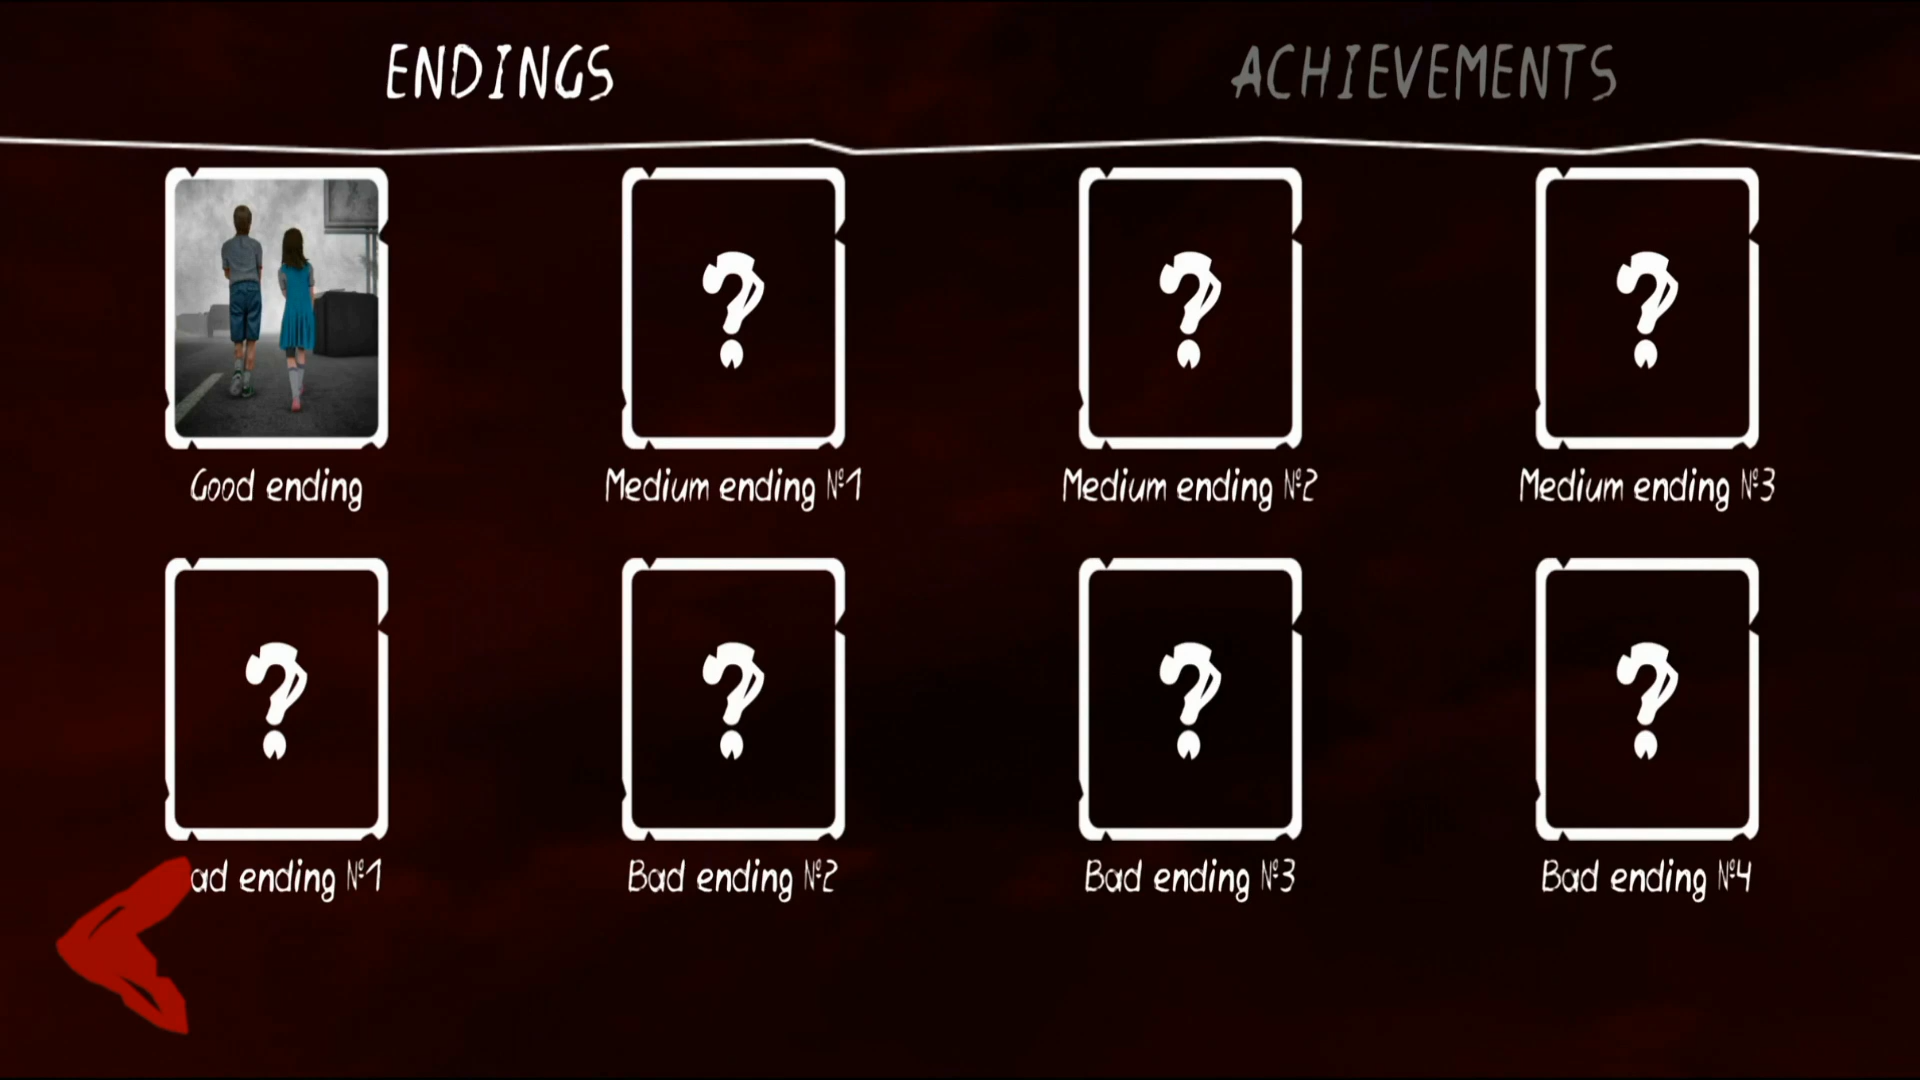 ENDINGS
ACHIEVEMENTS
Good ending
Medium ending №1
Medium ending №2
Medium ending №3
ad ending №1
Bad ending №2
Bad ending №3
Bad ending №4